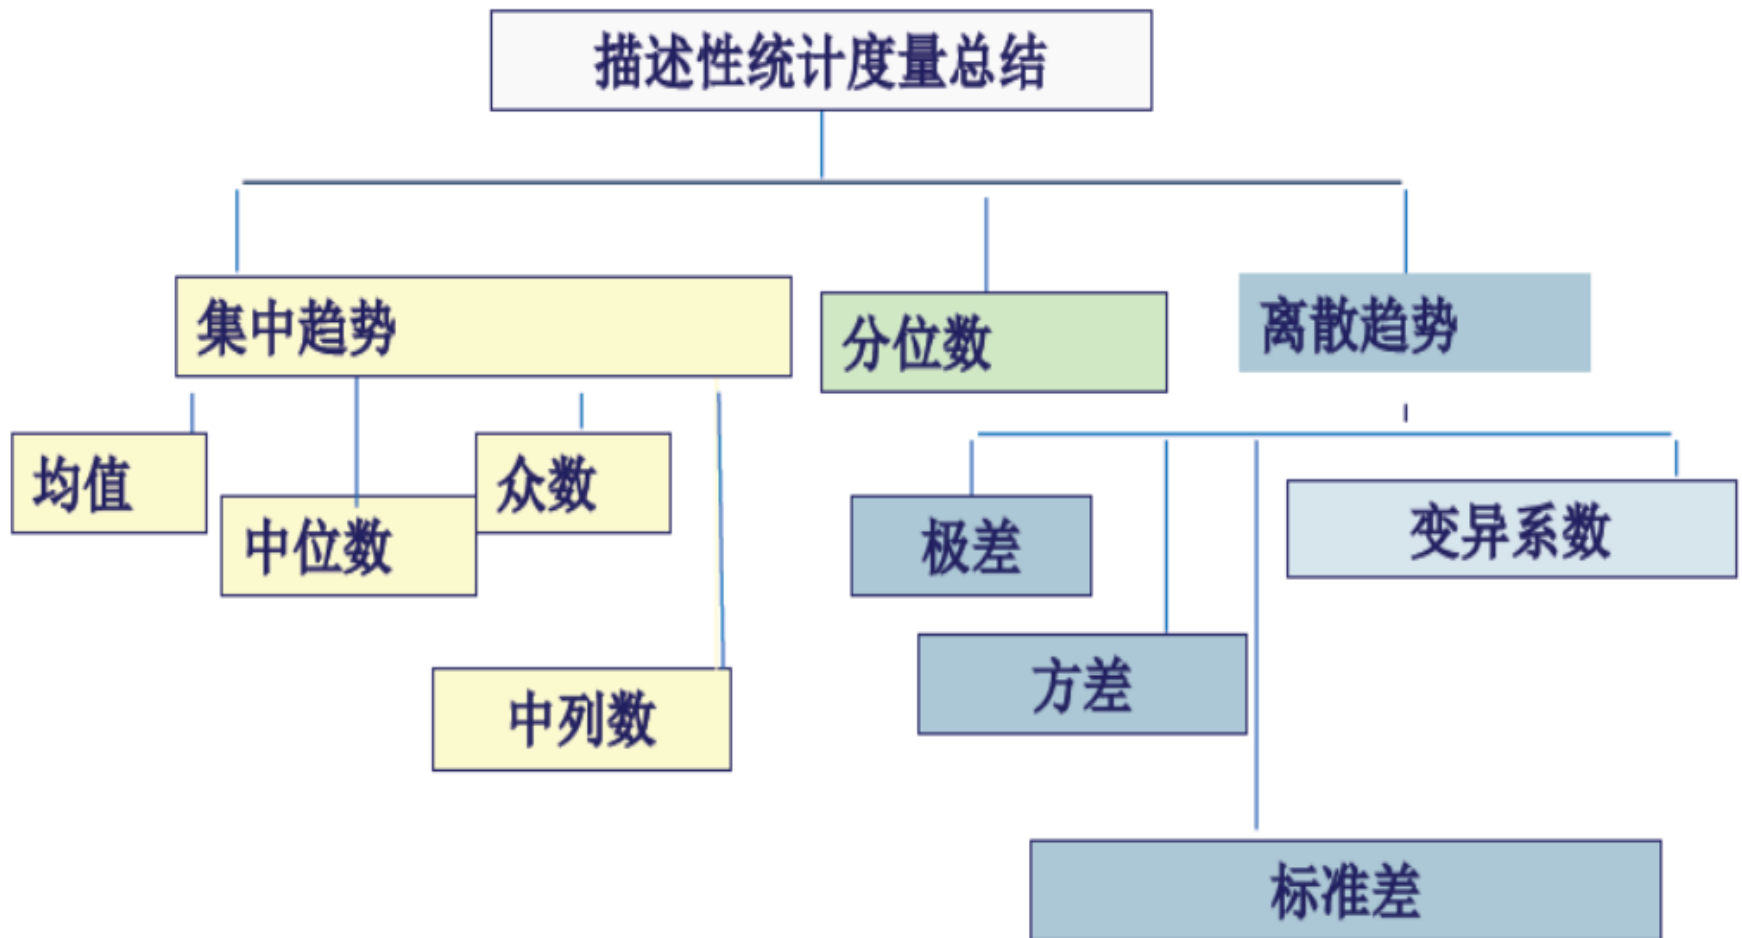 描述性统计度量总结
集中趋势
分位数
离散趋势
均值
中位数
众数
中列数
极差
方差
标准差
变异系数